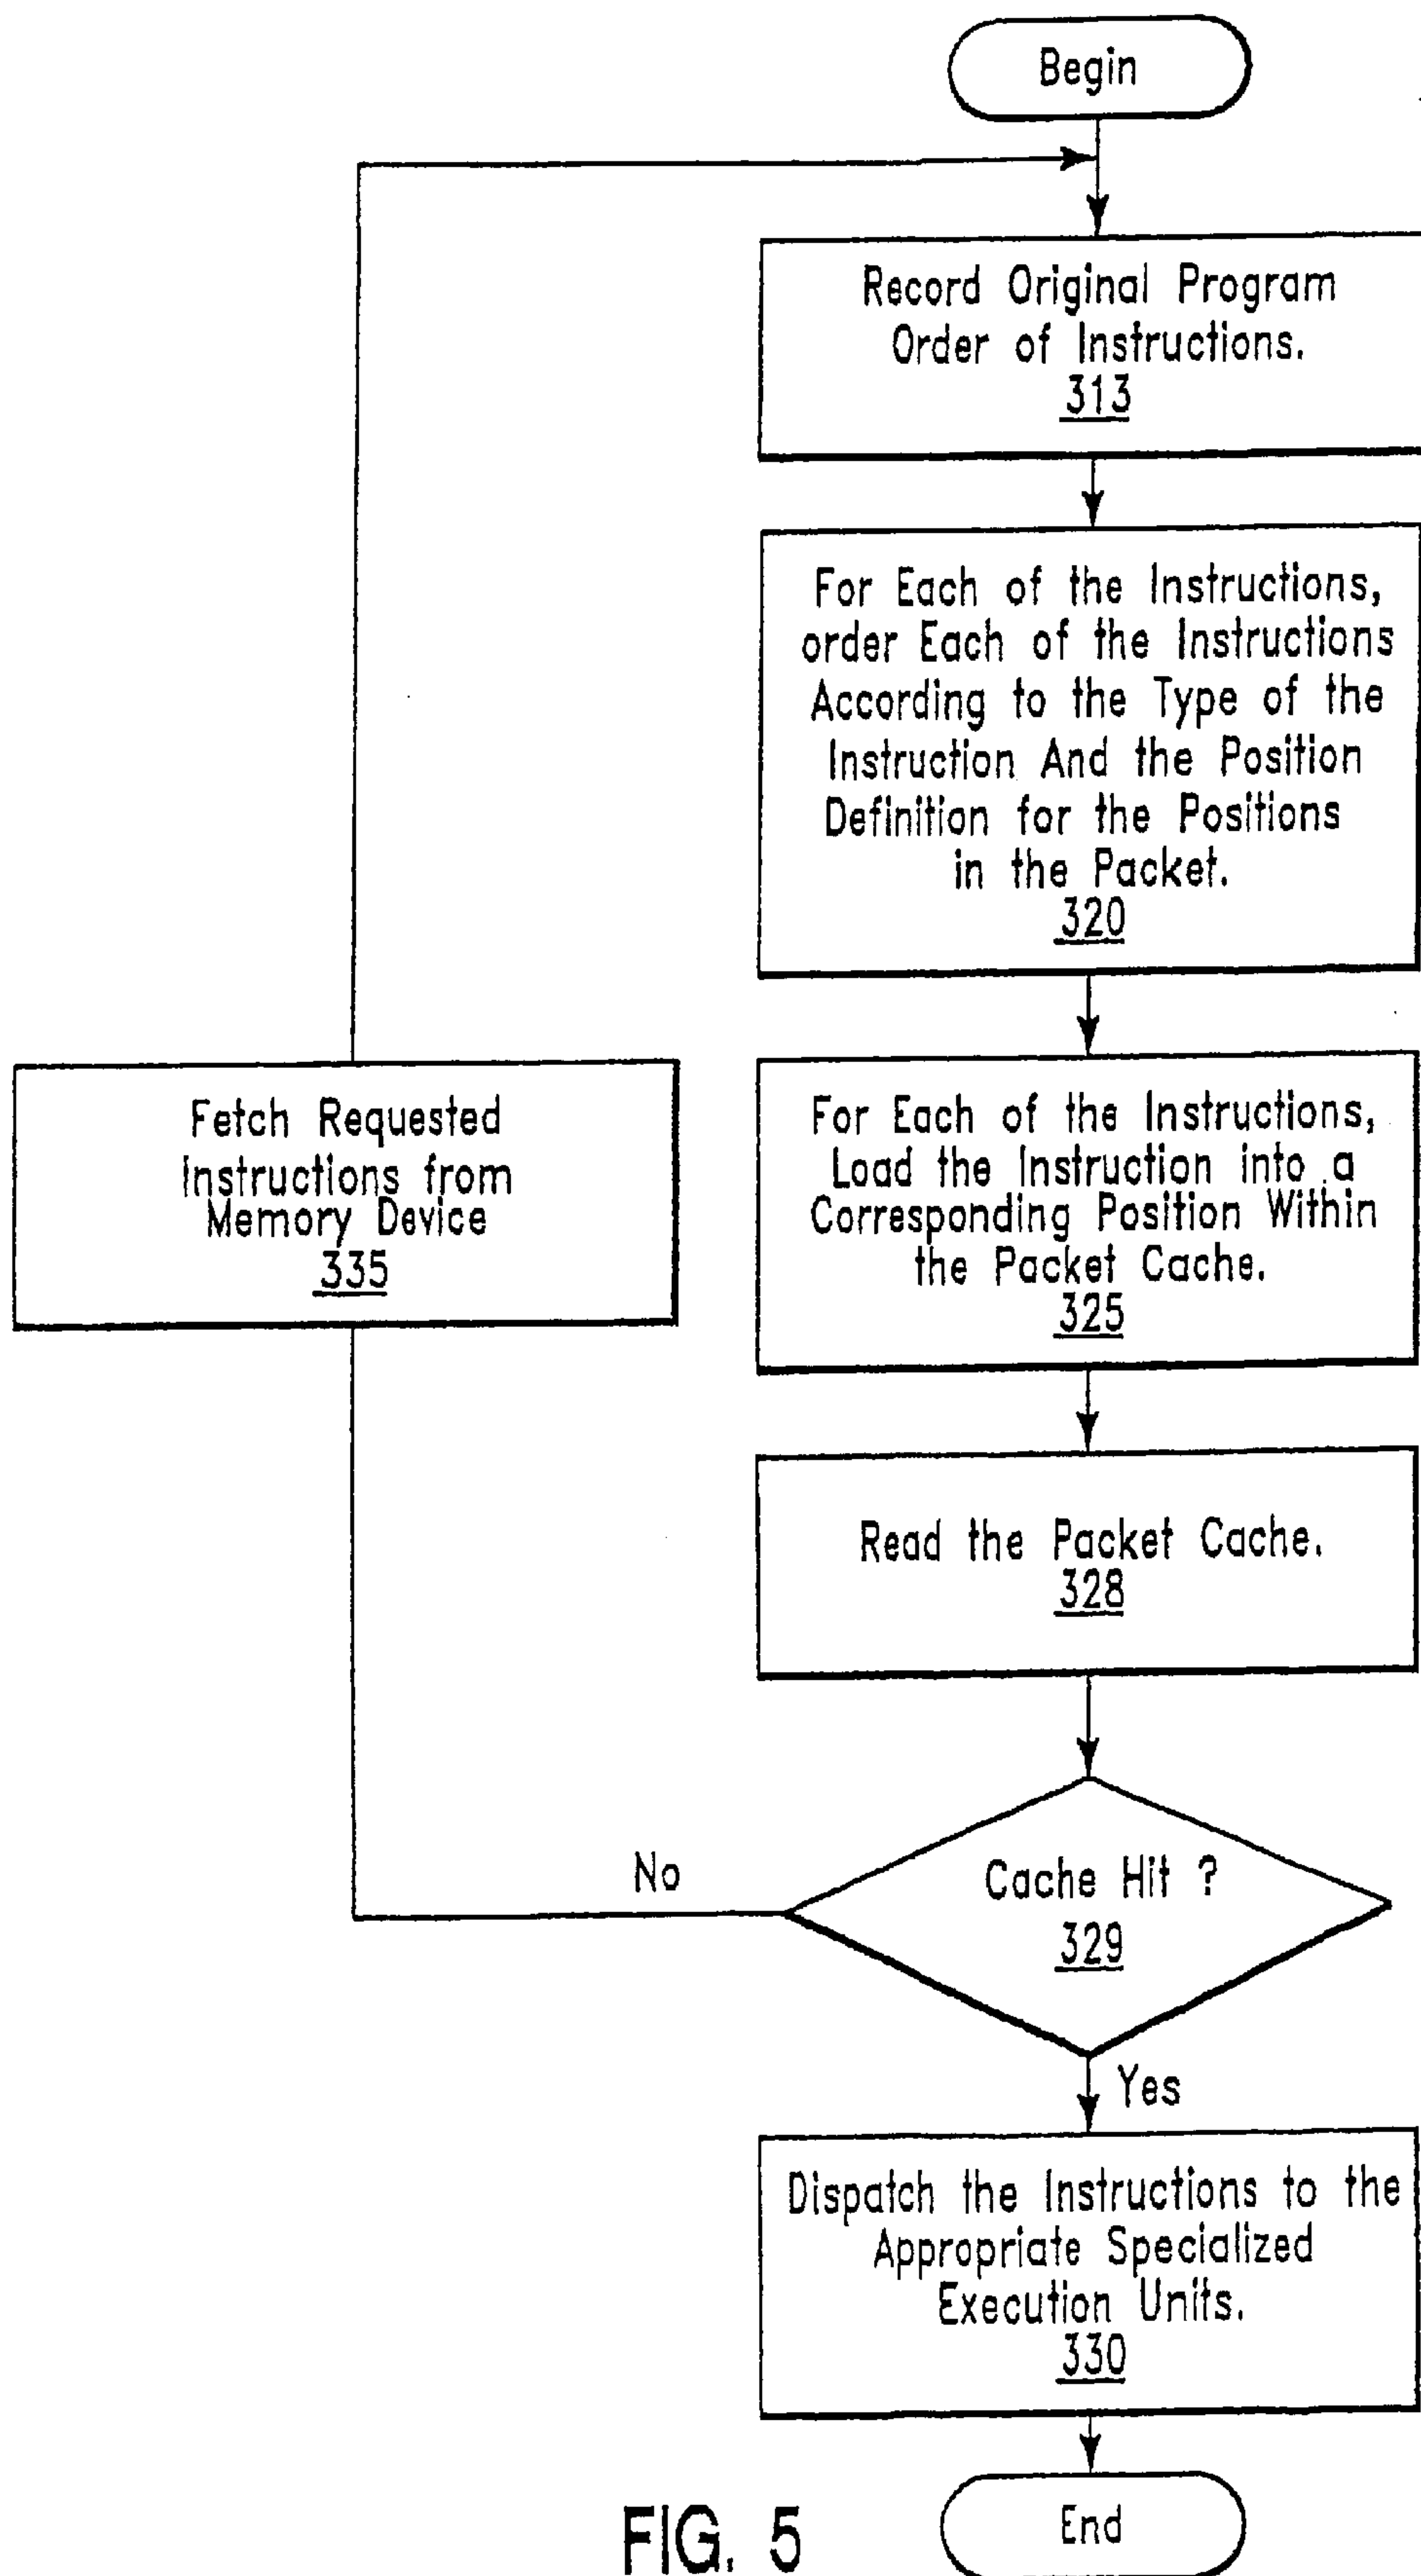 Begin
Record Original Program
Order of Instructions.
313
For Each of the Instructions,
order Each of the Instructions
According to the Type of the
Instruction And the Position
Definition for the Positions
in the Packet.
320
Fetch Requested
Instructions from
Memory Device
335
For Each of the Instructions,
Load the Instruction into a
Corresponding Position Within
the Packet Cache.
325
Read the Packet Cache.
328
No
Cache Hit ?
329
Yes
Dispatch the Instructions to the
Appropriate Specialized
Execution Units.
330
End
FIG. 5